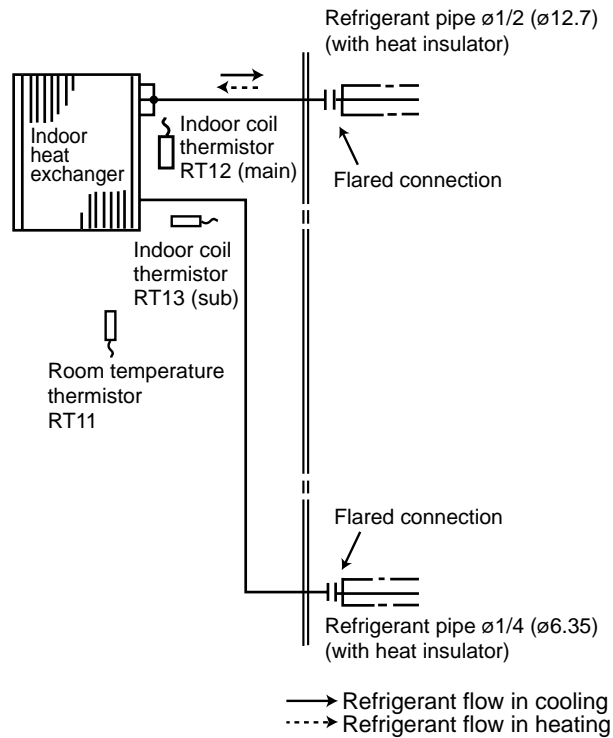 Refrigerant pipe ø1/2 (ø12.7)
(with heat insulator)
Indoor
heat
exchanger
Indoor coil
thermistor
RT12 (main)
Flared connection
Indoor coil
thermistor
RT13 (sub)
Room temperature
thermistor
RT11
Flared connection
Refrigerant pipe ø1/4 (ø6.35)
(with heat insulator)
Refrigerant flow in cooling
Refrigerant flow in heating